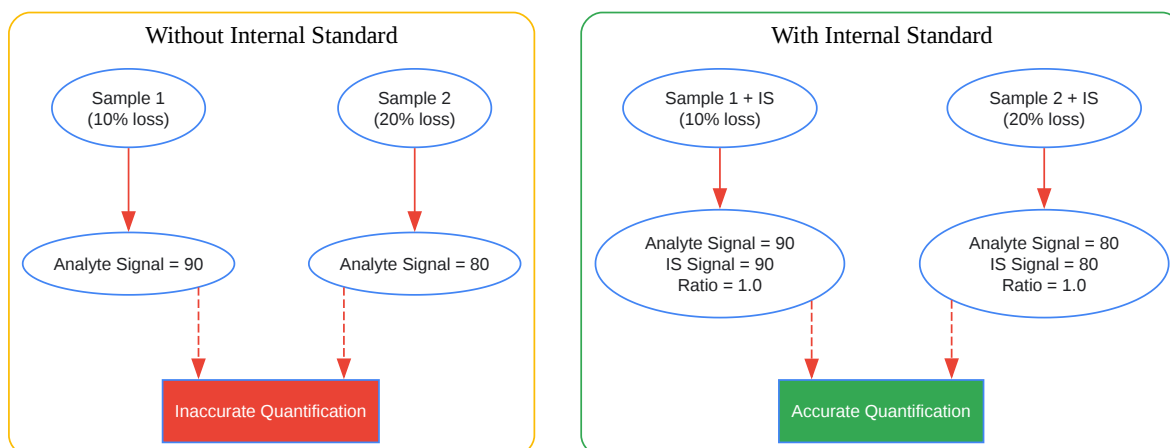 Without Internal Standard
Sample 1
(10% loss)
Sample 2
(20% loss)
Analyte Signal = 90
Analyte Signal = 80
Inaccurate Quantification
With Internal Standard
Sample 1 + IS
(10% loss)
Sample 2 + IS
(20% loss)
Analyte Signal = 90
IS Signal = 90
Ratio = 1.0
Analyte Signal = 80
IS Signal = 80
Ratio = 1.0
Accurate Quantification